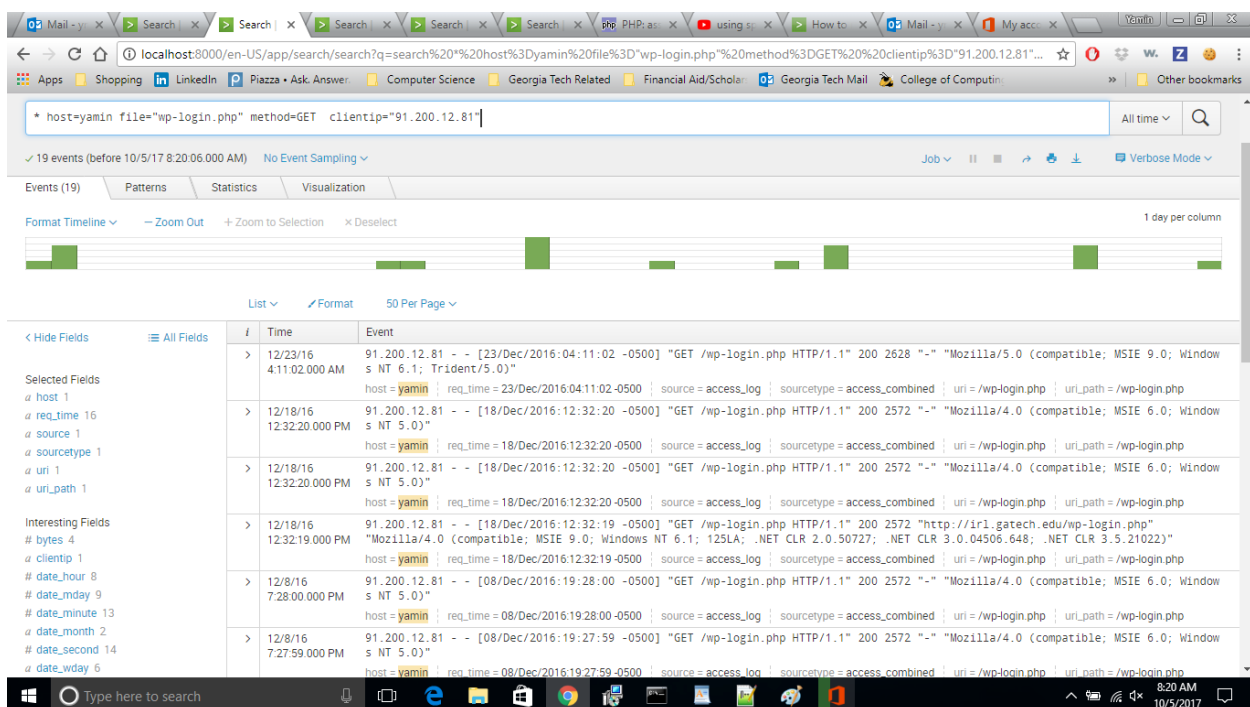 Mail - y
Search |
Search |
Search |
Search |
Search |
PHP: as
using sp
How to
Mail - y
My acc
Yamin
localhost:8000/en-US/app/search/search?q=search%20*%20host%3Dyamin%20file%3D"wp-login.php"%20method%3DGET%20%20clientip%3D"91.200.12.81"...
Apps Shopping LinkedIn Piazza • Ask. Answer. Computer Science Georgia Tech Related Financial Aid/Scholar Georgia Tech Mail College of Computin » Other bookmarks
* host=yamin file="wp-login.php" method=GET  clientip="91.200.12.81"
All time
19 events (before 10/5/17 8:20:06.000 AM) No Event Sampling Job Verbose Mode
Events (19) Patterns Statistics Visualization
Format Timeline — Zoom Out + Zoom to Selection × Deselect 1 day per column
List Format 50 Per Page
< Hide Fields All Fields
i Time Event
Selected Fields
a host 1
a req_time 16
a source 1
a sourcetype 1
a uri 1
a uri_path 1
Interesting Fields
# bytes 4
a clientip 1
# date_hour 8
# date_mday 9
# date_minute 13
a date_month 2
# date_second 14
a date_wday 6
> 12/23/16 91.200.12.81 - - [23/Dec/2016:04:11:02 -0500] "GET /wp-login.php HTTP/1.1" 200 2628 "-" "Mozilla/5.0 (compatible; MSIE 9.0; Window
4:11:02.000 AM s NT 6.1; Trident/5.0)"
host = yamin req_time = 23/Dec/2016:04:11:02 -0500 source = access_log sourcetype = access_combined uri = /wp-login.php uri_path = /wp-login.php
> 12/18/16 91.200.12.81 - - [18/Dec/2016:12:32:20 -0500] "GET /wp-login.php HTTP/1.1" 200 2572 "-" "Mozilla/4.0 (compatible; MSIE 6.0; Window
12:32:20.000 PM s NT 5.0)"
host = yamin req_time = 18/Dec/2016:12:32:20 -0500 source = access_log sourcetype = access_combined uri = /wp-login.php uri_path = /wp-login.php
> 12/18/16 91.200.12.81 - - [18/Dec/2016:12:32:20 -0500] "GET /wp-login.php HTTP/1.1" 200 2572 "-" "Mozilla/4.0 (compatible; MSIE 6.0; Window
12:32:20.000 PM s NT 5.0)"
host = yamin req_time = 18/Dec/2016:12:32:20 -0500 source = access_log sourcetype = access_combined uri = /wp-login.php uri_path = /wp-login.php
> 12/18/16 91.200.12.81 - - [18/Dec/2016:12:32:19 -0500] "GET /wp-login.php HTTP/1.1" 200 2572 "http://irl.gatech.edu/wp-login.php"
12:32:19.000 PM "Mozilla/4.0 (compatible; MSIE 9.0; Windows NT 6.1; 125LA; .NET CLR 2.0.50727; .NET CLR 3.0.04506.648; .NET CLR 3.5.21022)"
host = yamin req_time = 18/Dec/2016:12:32:19 -0500 source = access_log sourcetype = access_combined uri = /wp-login.php uri_path = /wp-login.php
> 12/8/16 91.200.12.81 - - [08/Dec/2016:19:28:00 -0500] "GET /wp-login.php HTTP/1.1" 200 2572 "-" "Mozilla/4.0 (compatible; MSIE 6.0; Window
7:28:00.000 PM s NT 5.0)"
host = yamin req_time = 08/Dec/2016:19:28:00 -0500 source = access_log sourcetype = access_combined uri = /wp-login.php uri_path = /wp-login.php
> 12/8/16 91.200.12.81 - - [08/Dec/2016:19:27:59 -0500] "GET /wp-login.php HTTP/1.1" 200 2572 "-" "Mozilla/4.0 (compatible; MSIE 6.0; Window
7:27:59.000 PM s NT 5.0)"
host = yamin req_time = 08/Dec/2016:19:27:59 -0500 source = access_log sourcetype = access_combined uri = /wp-login.php uri_path = /wp-login.php
Type here to search
8:20 AM
10/5/2017